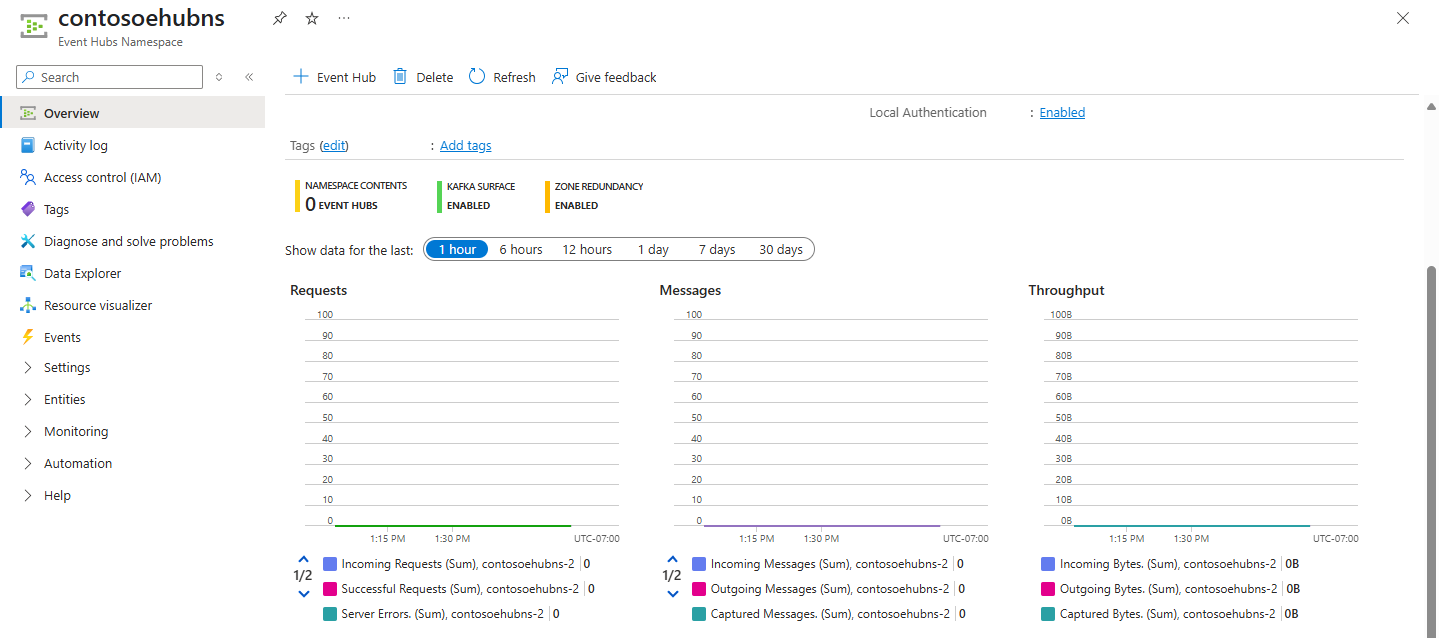 contosoehubns
Event Hubs Namespace
Search
Event Hub Delete Refresh Give feedback
Overview
Activity log
Access control (IAM)
Tags
Diagnose and solve problems
Data Explorer
Resource visualizer
Events
Settings
Entities
Monitoring
Automation
Help
Local Authentication : Enabled
Tags (edit) : Add tags
NAMESPACE CONTENTS
0 EVENT HUBS
KAFKA SURFACE
ENABLED
ZONE REDUNDANCY
ENABLED
Show data for the last: 1 hour 6 hours 12 hours 1 day 7 days 30 days
Requests
100
90
80
70
60
50
40
30
20
10
0
1:15 PM 1:30 PM UTC-07:00
1/2
Incoming Requests (Sum), contosoehubns-2 0
Successful Requests (Sum), contosoehubns-2 0
Server Errors. (Sum), contosoehubns-2 0
Messages
100
90
80
70
60
50
40
30
20
10
0
1:15 PM 1:30 PM UTC-07:00
1/2
Incoming Messages (Sum), contosoehubns-2 0
Outgoing Messages (Sum), contosoehubns-2 0
Captured Messages. (Sum), contosoehubns-2 0
Throughput
100B
90B
80B
70B
60B
50B
40B
30B
20B
10B
0B
1:15 PM 1:30 PM UTC-07:00
Incoming Bytes. (Sum), contosoehubns-2 0B
Outgoing Bytes. (Sum), contosoehubns-2 0B
Captured Bytes. (Sum), contosoehubns-2 0B